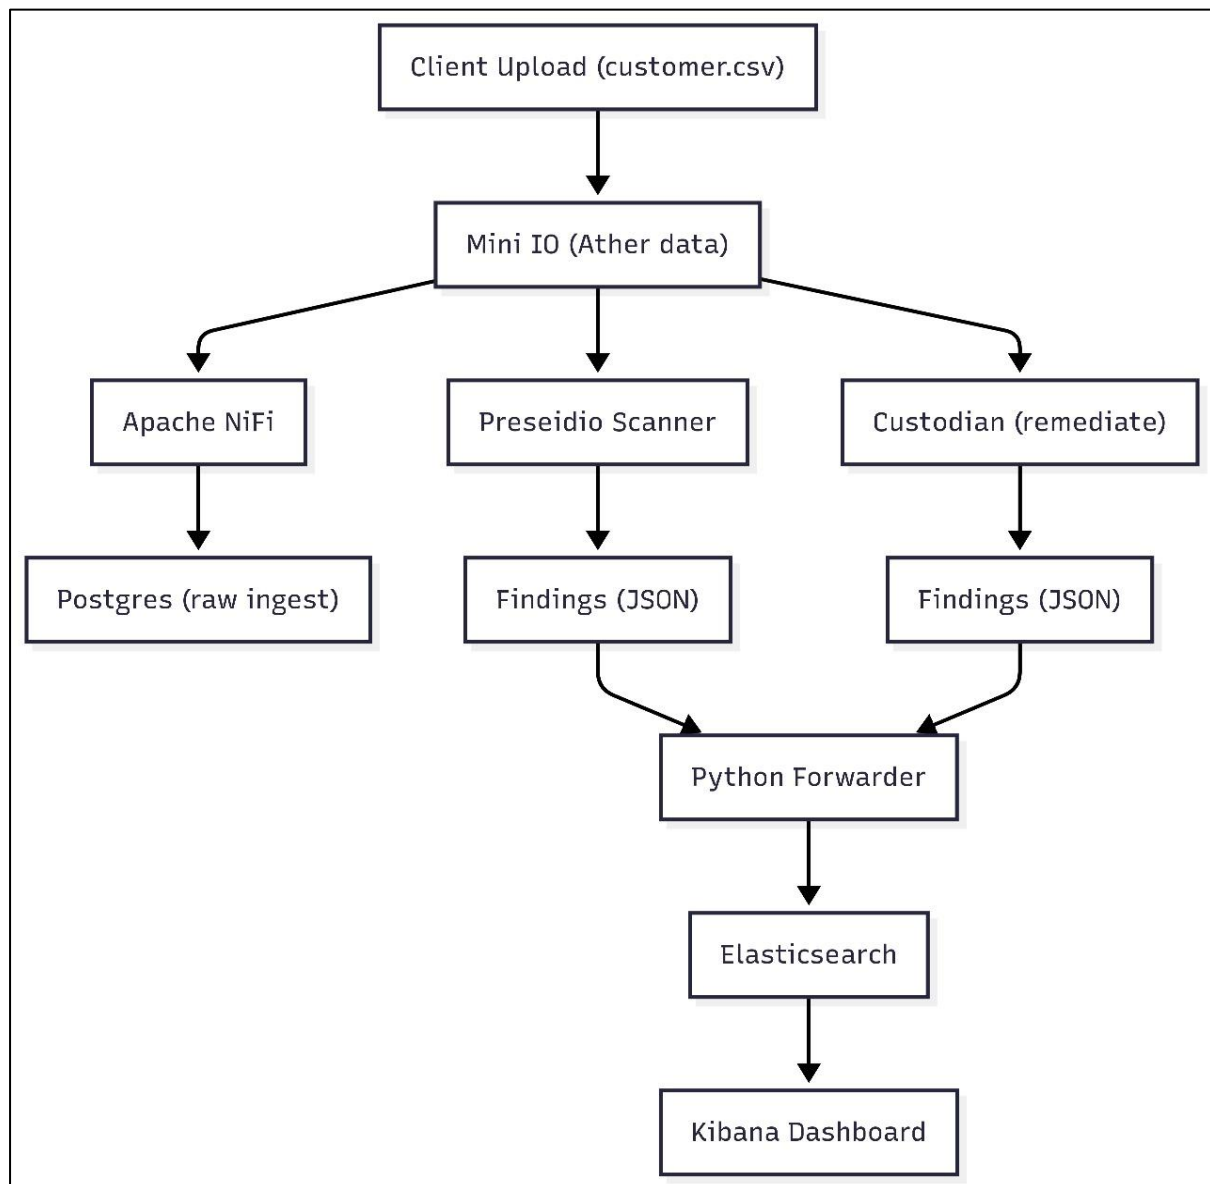 Client Upload (customer.csv)
Mini IO (Ather data)
Apache NiFi
Preseidio Scanner
Custodian (remediate)
Postgres (raw ingest)
Findings (JSON)
Findings (JSON)
Python Forwarder
Elasticsearch
Kibana Dashboard